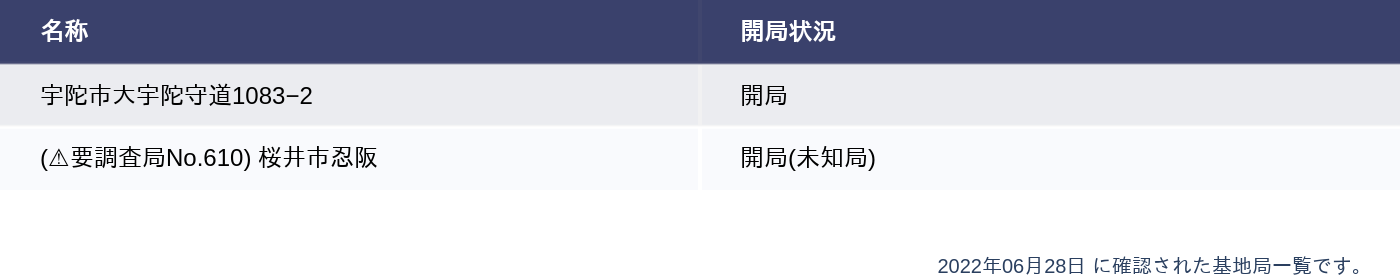 名称 開局状況
宇陀市大宇陀守道1083−2 開局
(⚠要調査局No.610) 桜井市忍阪 開局(未知局)
2022年06月28日 に確認された基地局一覧です。